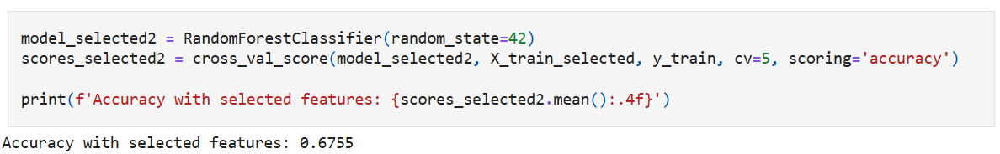 model_selected2 = RandomForestClassifier(random_state=42)
scores_selected2 = cross_val_score(model_selected2, X_train_selected, y_train, cv=5, scoring='accuracy')
print(f'Accuracy with selected features: {scores_selected2.mean():.4f}')
Accuracy with selected features: 0.6755